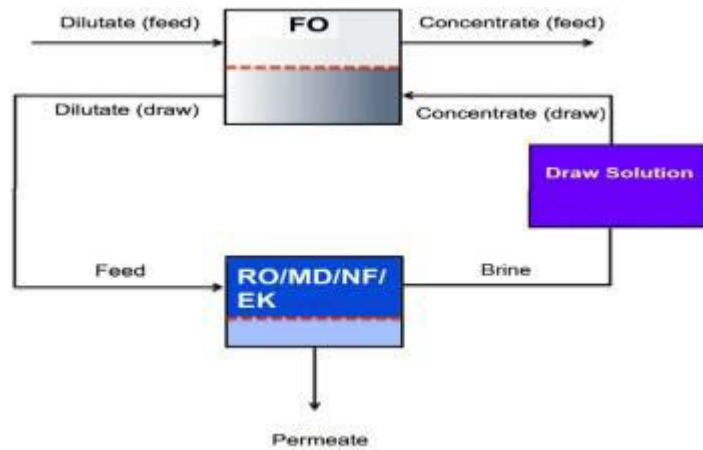 Dilutate (feed)
FO
Concentrate (feed)
Dilutate (draw)
Concentrate (draw)
Draw Solution
Feed
RO/MD/NF/
EK
Brine
Permeate